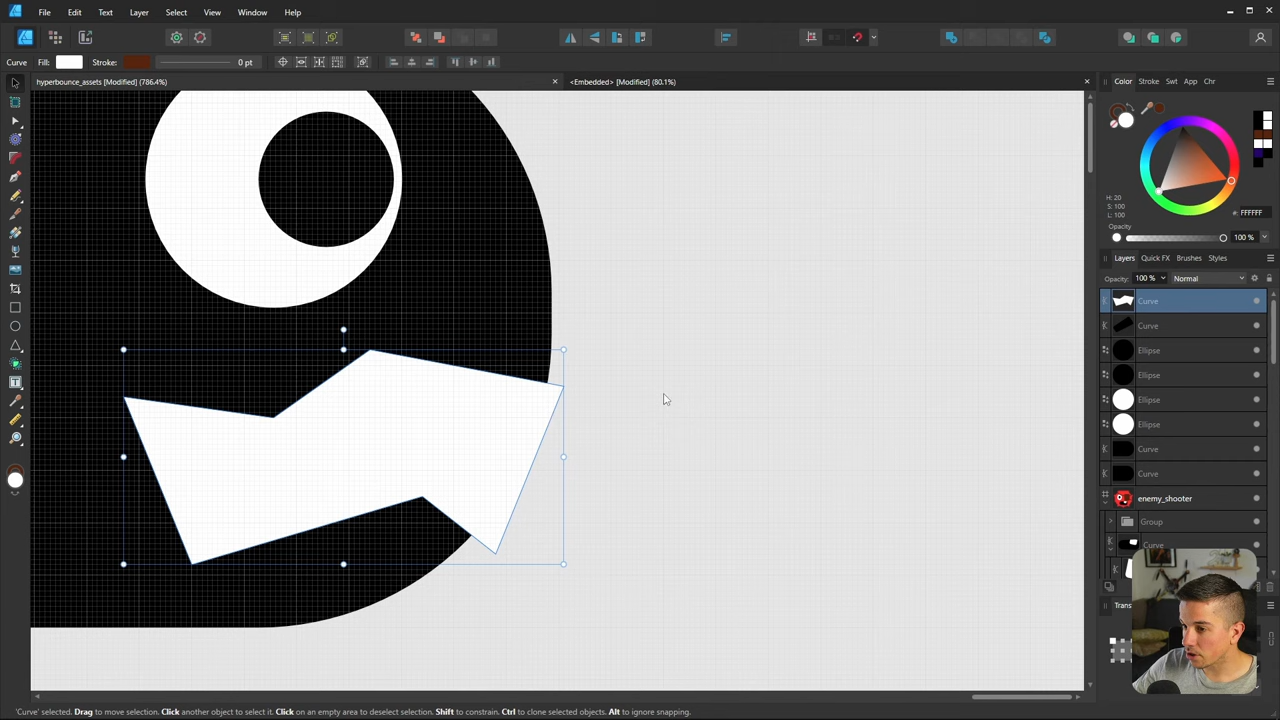 File Edit Text Layer Select View Window Help
Curve Fill: Stroke: 0 pt
hyperbounce_assets [Modified] (786.4%)
<Embedded> [Modified] (80.1%)
Color Stroke Swt App Chr
H: 20
S: 100
L: 100
#: FFFFFF
Opacity
100 %
Layers Quick FX Brushes Styles
Opacity: 100 % Normal
Curve
Curve
Ellipse
Ellipse
Ellipse
Ellipse
Curve
Curve
enemy_shooter
Group
Curve
'Curve' selected. Drag to move selection. Click another object to select it. Click on an empty area to deselect selection. Shift to constrain. Ctrl to clone selected objects. Alt to ignore snapping.